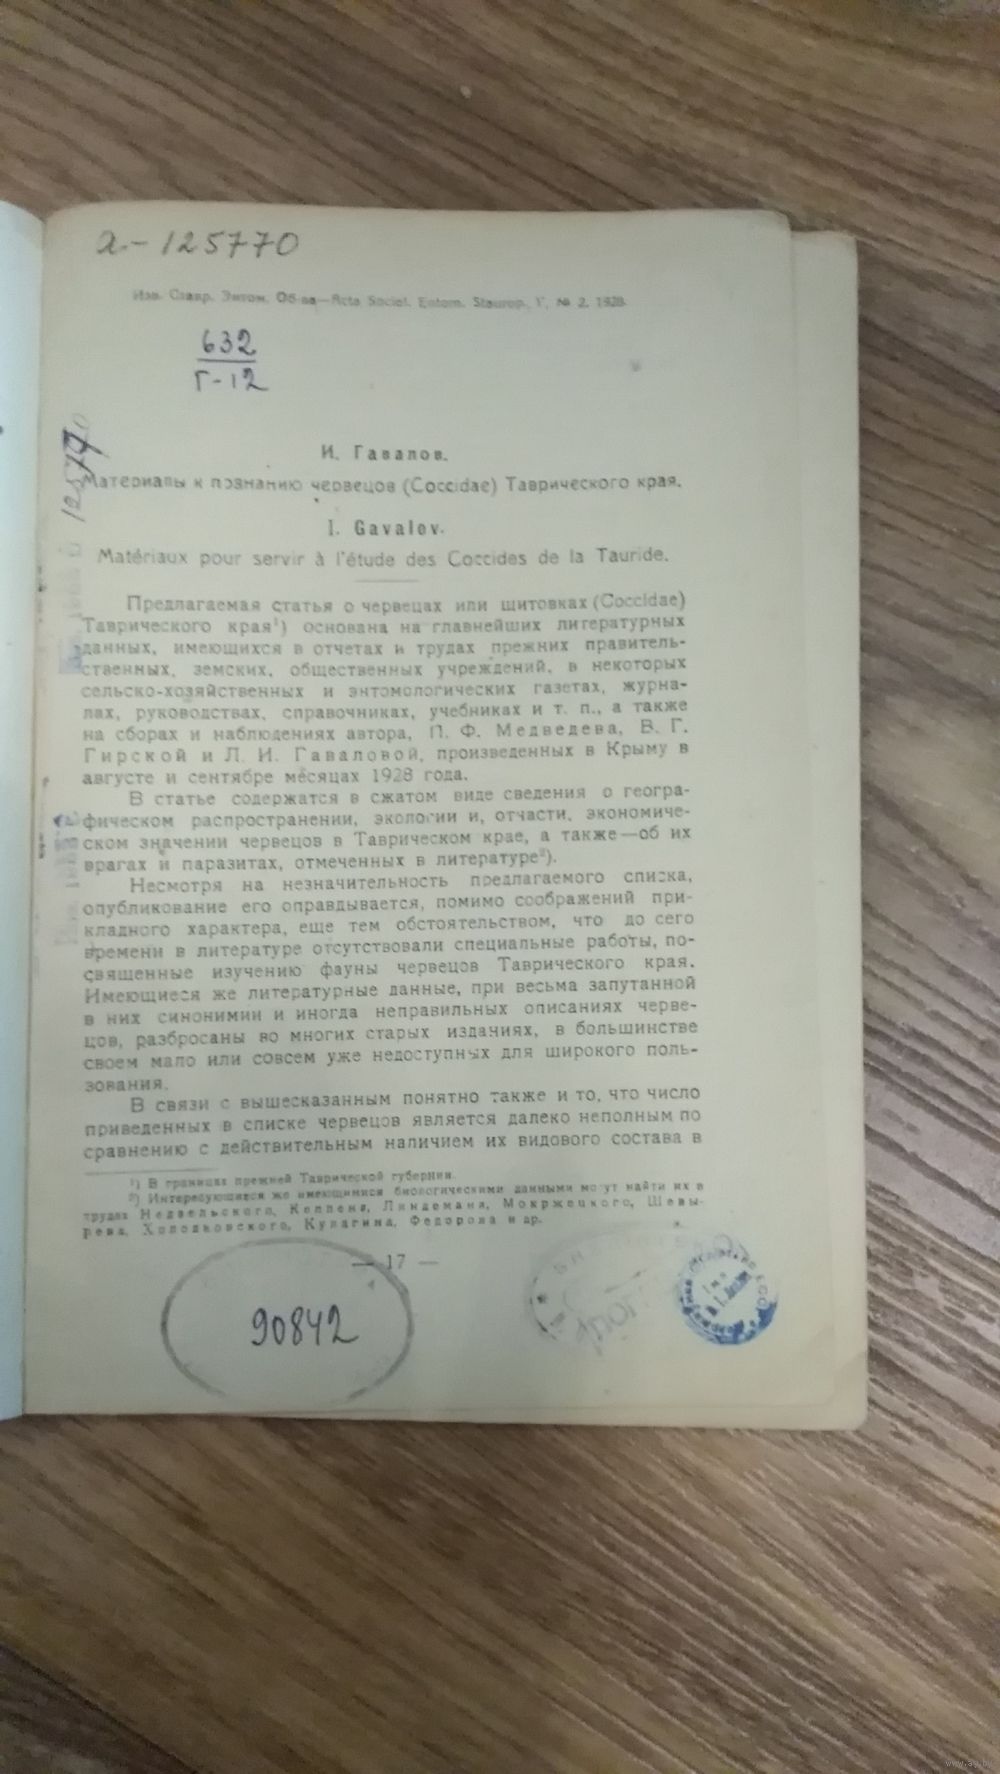 а-125770
Изв. Ставр. Энтом. Об-ва—Acta Societ. Entom. Staurop., № 2, 1928.
632
Г-12
125770
И. Гавалов.
Материалы к познанию червецов (Coccidae) Таврического края.
I. Gavalov.
Matériaux pour servir à l'étude des Coccides de la Tauride.
Предлагаемая статья о червецах или щитовках (Coccidae)
Таврического края¹) основана на главнейших литературных
данных, имеющихся в отчетах и трудах прежних правитель-
ственных, земских, общественных учреждений, в некоторых
сельско-хозяйственных и энтомологических газетах, журна-
лах, руководствах, справочниках, учебниках и т. п., а также
на сборах и наблюдениях автора, П. Ф. Медведева, В. Г.
Гирской и Л. И. Гаваловой, произведенных в Крыму в
августе и сентябре месяцах 1928 года.
В статье содержатся в сжатом виде сведения о геогра-
фическом распространении, экологии и, отчасти, экономиче-
ском значении червецов в Таврическом крае, а также—об их
врагах и паразитах, отмеченных в литературе²).
Несмотря на незначительность предлагаемого списка,
опубликование его оправдывается, помимо соображений при-
кладного характера, еще тем обстоятельством, что до сего
времени в литературе отсутствовали специальные работы, по-
священные изучению фауны червецов Таврического края.
Имеющиеся же литературные данные, при весьма запутанной
в них синонимии и иногда неправильных описаниях черве-
цов, разбросаны во многих старых изданиях, в большинстве
своем мало или совсем уже недоступных для широкого поль-
зования.
В связи с вышесказанным понятно также и то, что число
приведенных в списке червецов является далеко неполным по
сравнению с действительным наличием их видового состава в
¹) В границах прежней Таврической губернии.
²) Интересующиеся же имеющимися биологическими данными могут найти их в
трудах Недзельского, Кеппена, Линдемана, Мокржецкого, Шевы-
рева, Холодковского, Кулагина, Федорова и др.
— 17 —
90842
www.ay.by